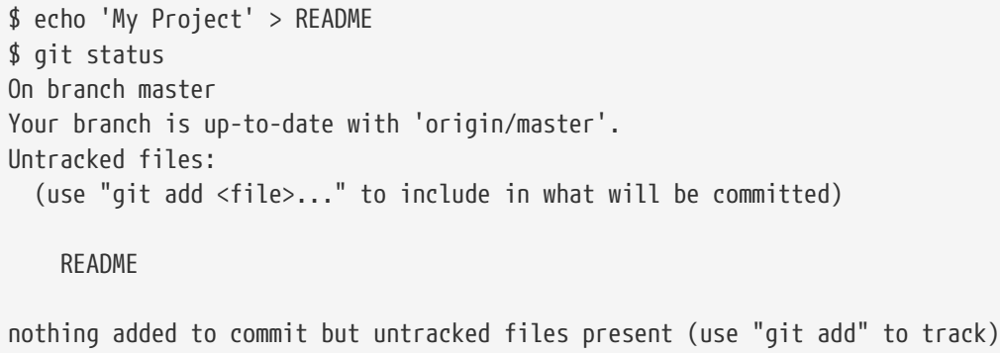 $ echo 'My Project' > README
$ git status
On branch master
Your branch is up-to-date with 'origin/master'.
Untracked files:
  (use "git add <file>..." to include in what will be committed)

    README

nothing added to commit but untracked files present (use "git add" to track)